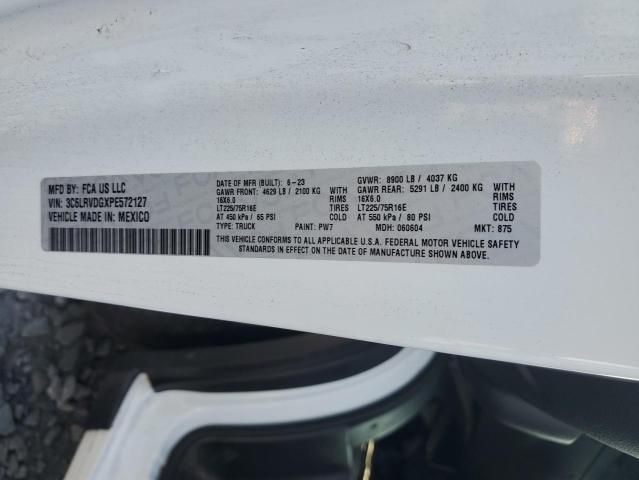 MFD BY: FCA US LLC
VIN: 3C6LRVDGXPE572127
VEHICLE MADE IN: MEXICO
DATE OF MFR (BUILT): 6-23
GVWR: 8900 LB / 4037 KG
GAWR FRONT: 4629 LB / 2100 KG WITH
GAWR REAR: 5291 LB / 2400 KG WITH
16X6.0 RIMS
16X6.0 RIMS
LT225/75R16E TIRES
LT225/75R16E TIRES
AT 450 kPa / 65 PSI
AT 550 kPa / 80 PSI
TYPE: TRUCK PAINT: PW7 MDH: 060604 MKT: 875
THIS VEHICLE CONFORMS TO ALL APPLICABLE U.S.A. FEDERAL MOTOR VEHICLE SAFETY
STANDARDS IN EFFECT ON THE DATE OF MANUFACTURE SHOWN ABOVE.